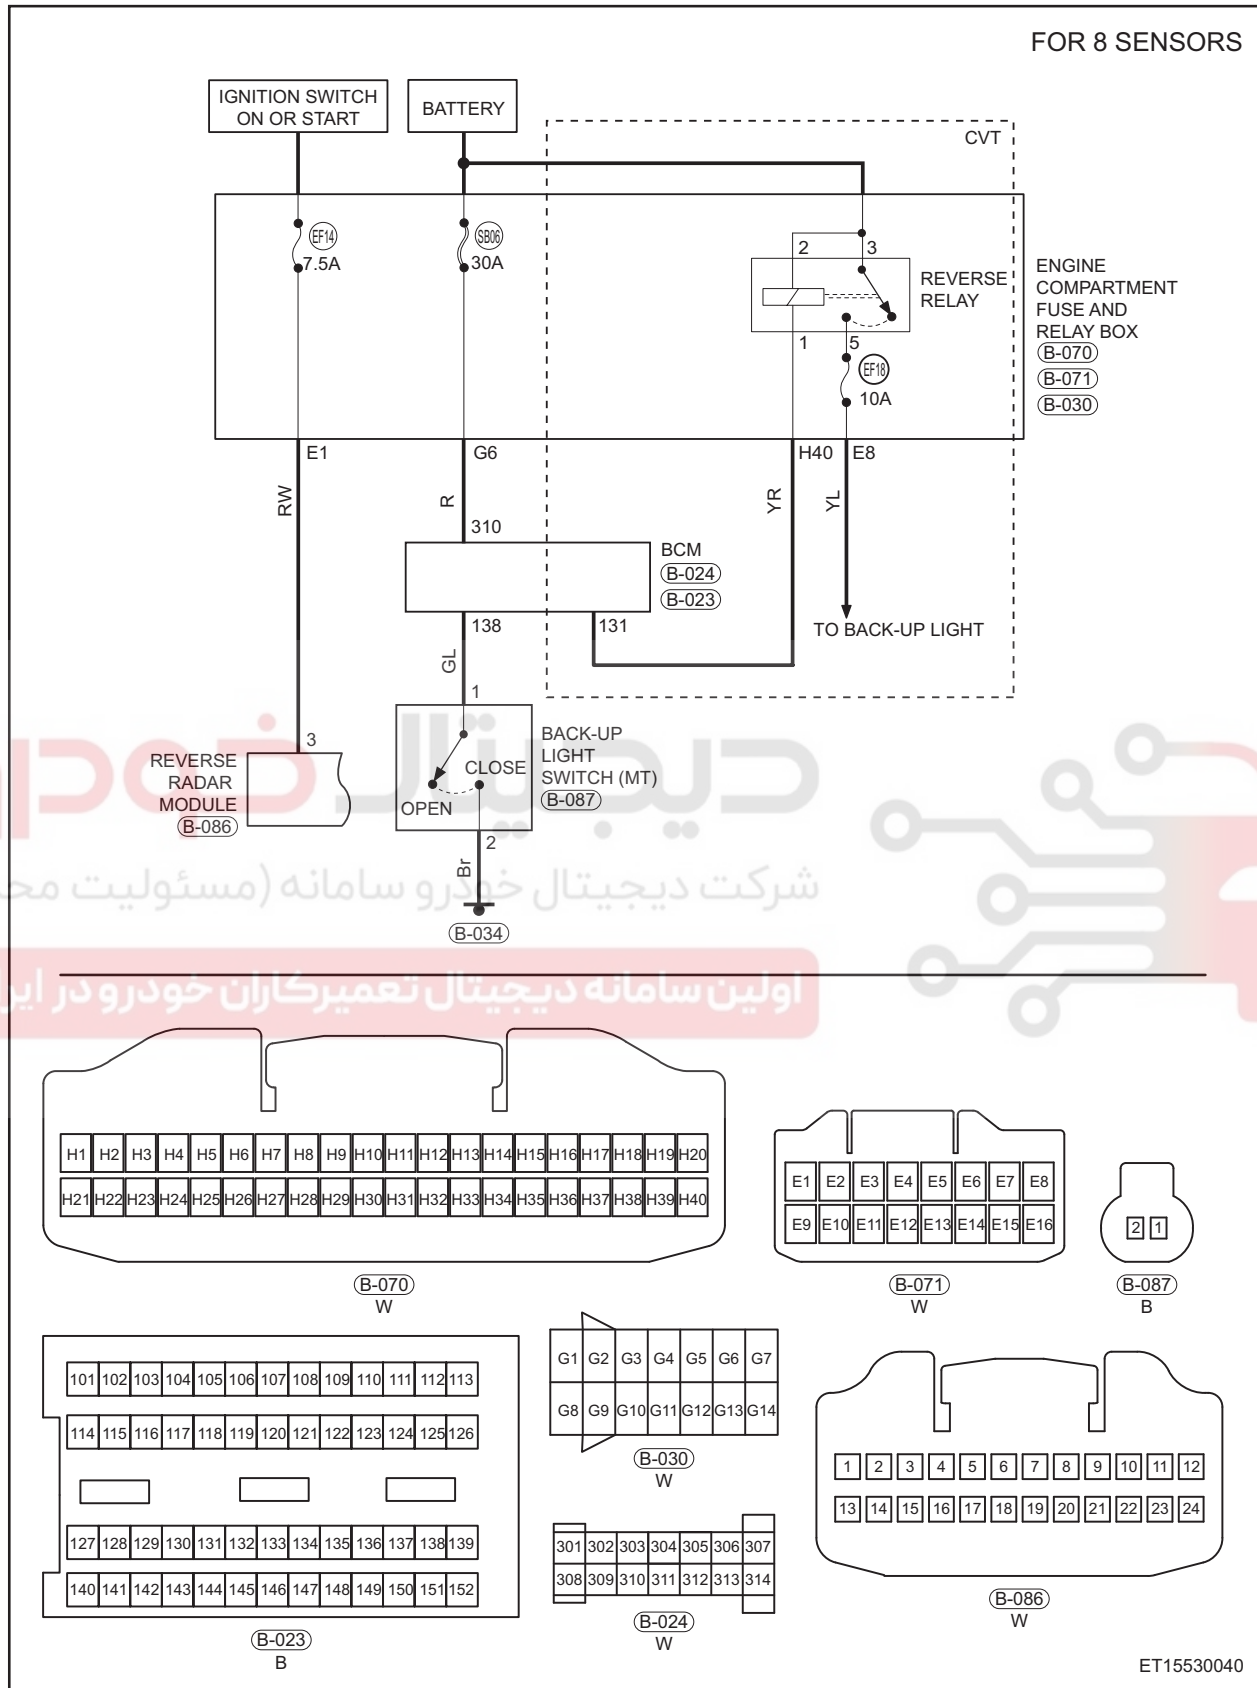 FOR 8 SENSORS
IGNITION SWITCH
ON OR START
BATTERY
CVT
EF14
7.5A
SB06
30A
2
3
REVERSE
RELAY
1
5
EF18
10A
ENGINE
COMPARTMENT
FUSE AND
RELAY BOX
B-070
B-071
B-030
E1
G6
H40
E8
RW
R
YR
YL
310
BCM
B-024
B-023
138
131
TO BACK-UP LIGHT
GL
1
3
REVERSE
RADAR
MODULE
B-086
CLOSE
OPEN
BACK-UP
LIGHT
SWITCH (MT)
B-087
2
Br
B-034
دیجیتال خودرو
شرکت دیجیتال خودرو سامانه (مسئولیت
اولین سامانه دیجیتال تعمیرکاران خودرو در
H1 H2 H3 H4 H5 H6 H7 H8 H9 H10 H11 H12 H13 H14 H15 H16 H17 H18 H19 H20
H21 H22 H23 H24 H25 H26 H27 H28 H29 H30 H31 H32 H33 H34 H35 H36 H37 H38 H39 H40
B-070
W
E1 E2 E3 E4 E5 E6 E7 E8
E9 E10 E11 E12 E13 E14 E15 E16
B-071
W
2 1
B-087
B
101 102 103 104 105 106 107 108 109 110 111 112 113
114 115 116 117 118 119 120 121 122 123 124 125 126
127 128 129 130 131 132 133 134 135 136 137 138 139
140 141 142 143 144 145 146 147 148 149 150 151 152
B-023
B
G1 G2 G3 G4 G5 G6 G7
G8 G9 G10 G11 G12 G13 G14
B-030
W
301 302 303 304 305 306 307
308 309 310 311 312 313 314
B-024
W
1 2 3 4 5 6 7 8 9 10 11 12
13 14 15 16 17 18 19 20 21 22 23 24
B-086
W
ET15530040